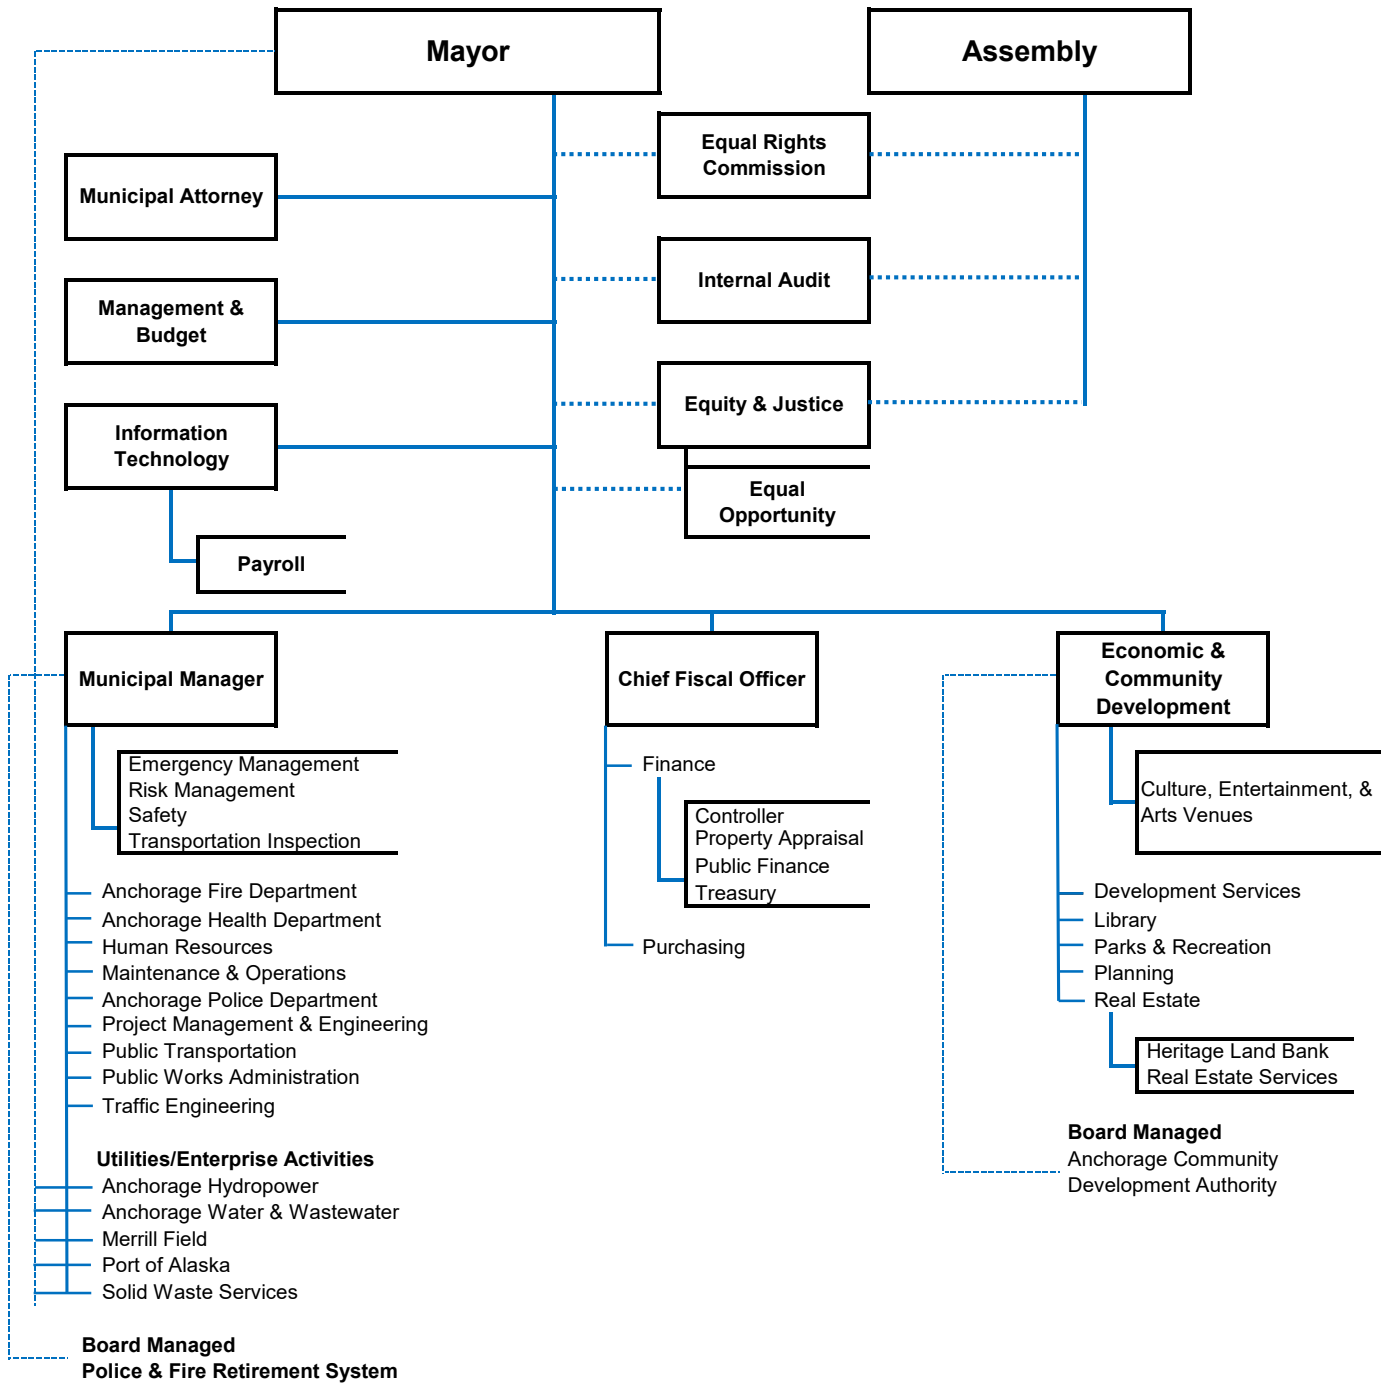 Mayor
Assembly
Equal Rights
Commission
Municipal Attorney
Internal Audit
Management &
Budget
Equity & Justice
Information
Technology
Equal
Opportunity
Payroll
Municipal Manager
Chief Fiscal Officer
Economic &
Community
Development
Emergency Management
Risk Management
Safety
Transportation Inspection
Anchorage Fire Department
Anchorage Health Department
Human Resources
Maintenance & Operations
Anchorage Police Department
Project Management & Engineering
Public Transportation
Public Works Administration
Traffic Engineering
Utilities/Enterprise Activities
Anchorage Hydropower
Anchorage Water & Wastewater
Merrill Field
Port of Alaska
Solid Waste Services
Board Managed
Police & Fire Retirement System
Finance
Controller
Property Appraisal
Public Finance
Treasury
Purchasing
Culture, Entertainment, &
Arts Venues
Development Services
Library
Parks & Recreation
Planning
Real Estate
Heritage Land Bank
Real Estate Services
Board Managed
Anchorage Community
Development Authority